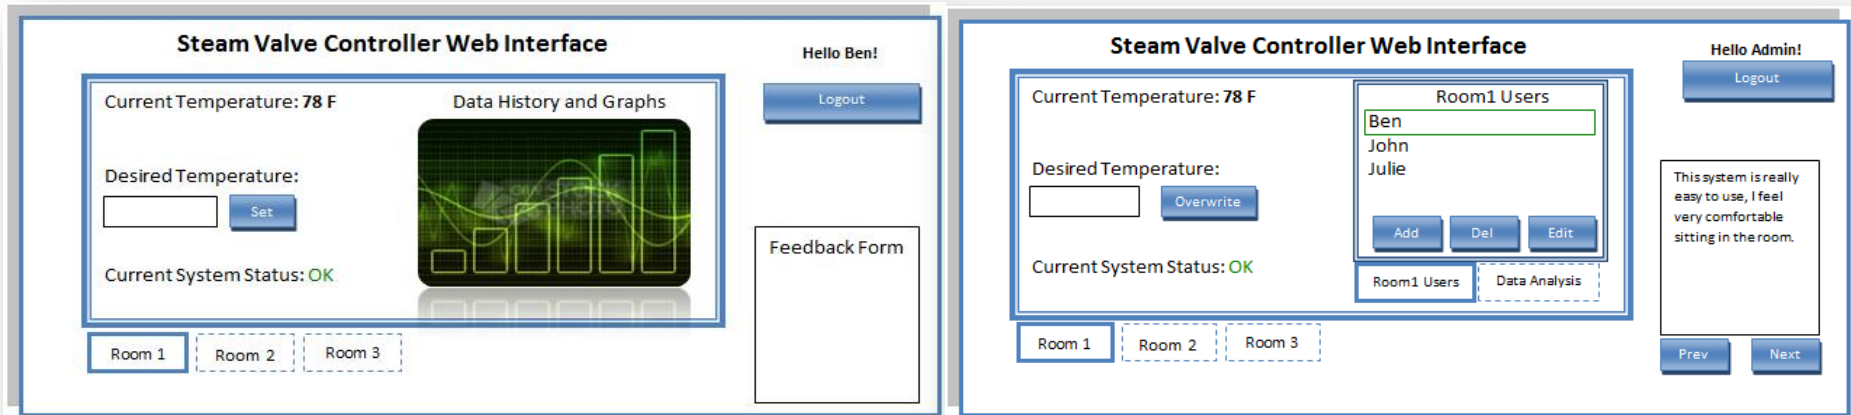 Steam Valve Controller Web Interface
Hello Ben!
Logout
Current Temperature: 78 F
Data History and Graphs
Desired Temperature:
Set
Current System Status: OK
Feedback Form
Room 1
Room 2
Room 3
Steam Valve Controller Web Interface
Hello Admin!
Logout
Current Temperature: 78 F
Room1 Users
Ben
John
Julie
Desired Temperature:
Overwrite
Add
Del
Edit
Current System Status: OK
Room1 Users
Data Analysis
This system is really
easy to use, I feel
very comfortable
sitting in the room.
Room 1
Room 2
Room 3
Prev
Next